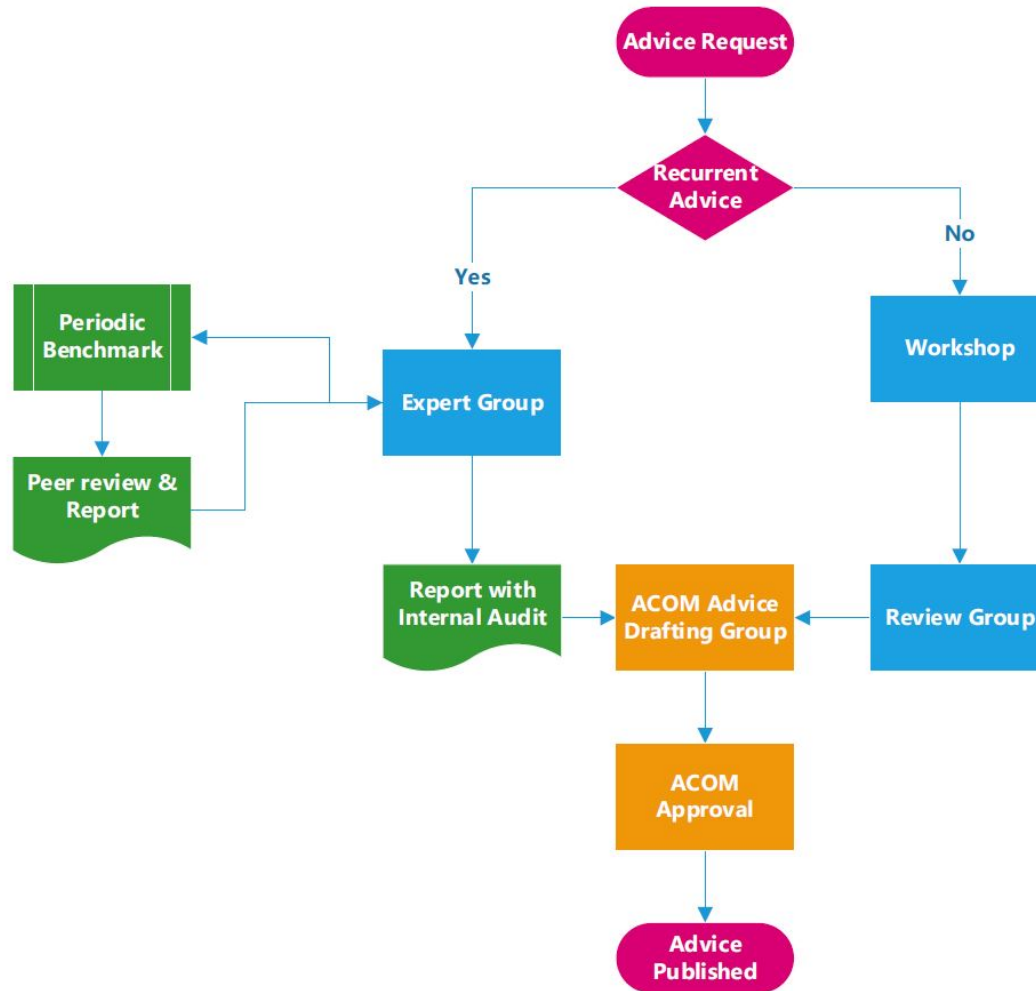 Advice Request
Recurrent
Advice
No
Yes
Periodic
Benchmark
Workshop
Expert Group
Peer review &
Report
Report with
Internal Audit
ACOM Advice
Drafting Group
Review Group
ACOM
Approval
Advice
Published